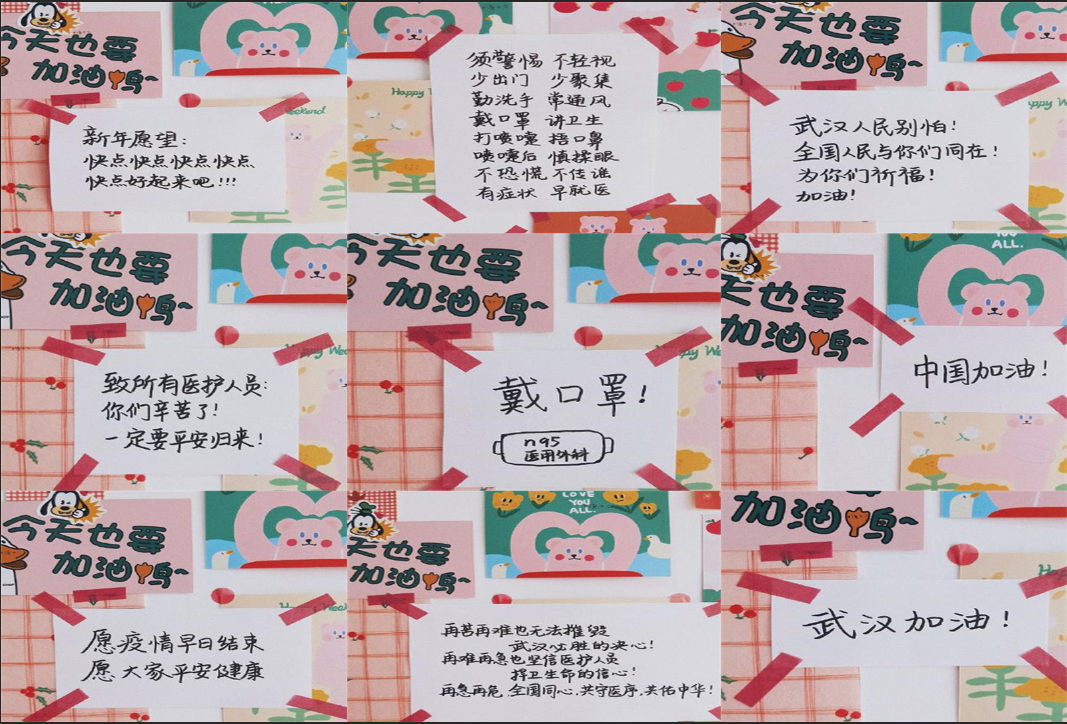 今天也要
加油鸭~
eekend
新年愿望:
快点快点快点快点
快点好起来吧!!!
Happy
须警惕 不轻视
少出门 少聚集
勤洗手 常通风
戴口罩 讲卫生
打喷嚏 捂口鼻
喷嚏后 慎揉眼
不恐慌 不传谣
有症状 早就医
今天也要
加油鸭~
武汉人民别怕!
全国人民与你们同在!
为你们祈福!
加油!
今天也要
加油鸭~
Happy Wee
致所有医护人员:
你们辛苦了!
一定要平安归来!
今天也要
加油鸭~
Happy We
戴口罩!
n95
医用外科
YOU
ALL.
天也要
加油鸭~
中国加油!
今天也要
加油鸭~
愿疫情早日结束
愿大家平安健康
LOVE
YOU
ALL.
天也要
加油鸭~
再苦再难也无法摧毁
武汉必胜的决心!
再难再急也坚信医护人员
捍卫生命的信心!
再急再危,全国同心,共守医序,共佑中华!
加油鸭~
武汉加油!